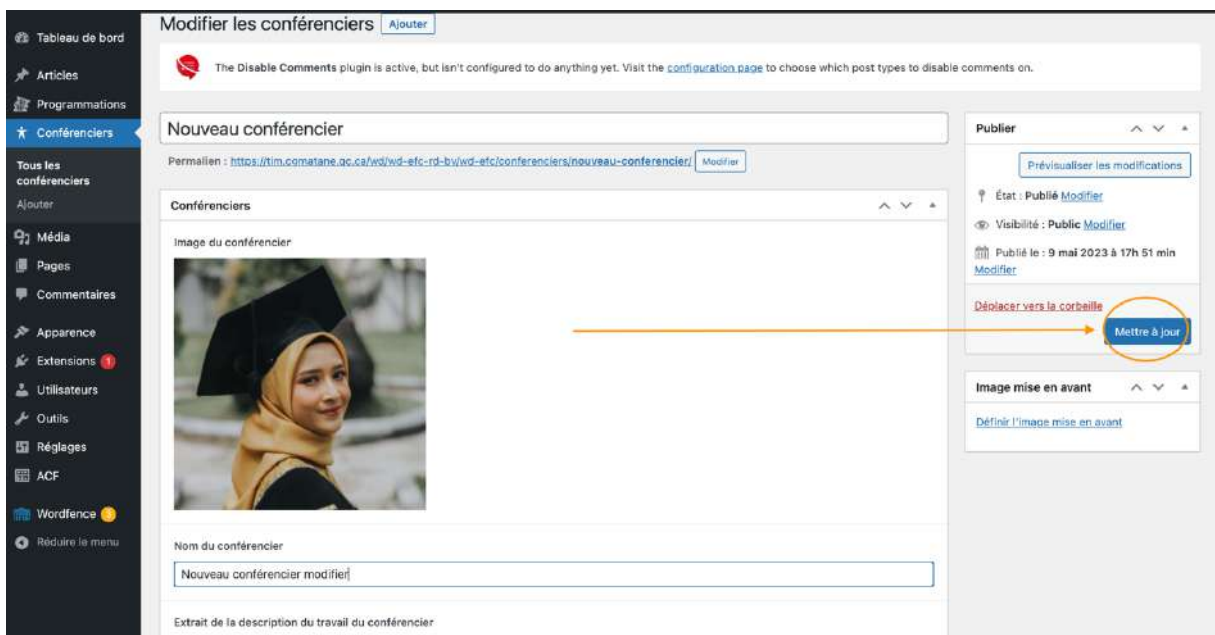 Modifier les conférenciers Ajouter
The Disable Comments plugin is active, but isn't configured to do anything yet. Visit the configuration page to choose which post types to disable comments on.
Tableau de bord
Articles
Programmations
Conférenciers
Tous les
conférenciers
Ajouter
Média
Pages
Commentaires
Apparence
Extensions 1
Utilisateurs
Outils
Réglages
ACF
Wordfence 3
Réduire le menu
Nouveau conférencier
Permalien : https://tim.cgmatane.qc.ca/wd/wd-efc-rd-bv/wd-efc/conferenciers/nouveau-conferencier/ Modifier
Conférenciers
Image du conférencier
Nom du conférencier
Nouveau conférencier modifier
Extrait de la description du travail du conférencier
Publier
Prévisualiser les modifications
État : Publié Modifier
Visibilité : Public Modifier
Publié le : 9 mai 2023 à 17h 51 min
Modifier
Déplacer vers la corbeille
Mettre à jour
Image mise en avant
Définir l'image mise en avant